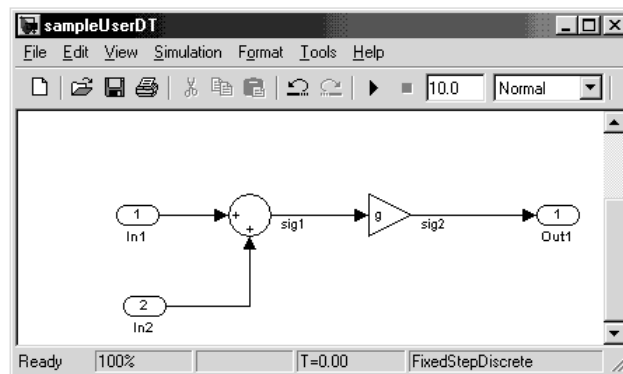 sampleUserDT
File Edit View Simulation Format Tools Help
10.0 Normal
1
In1
+
+
sig1
g
sig2
1
Out1
2
In2
Ready 100% T=0.00 FixedStepDiscrete